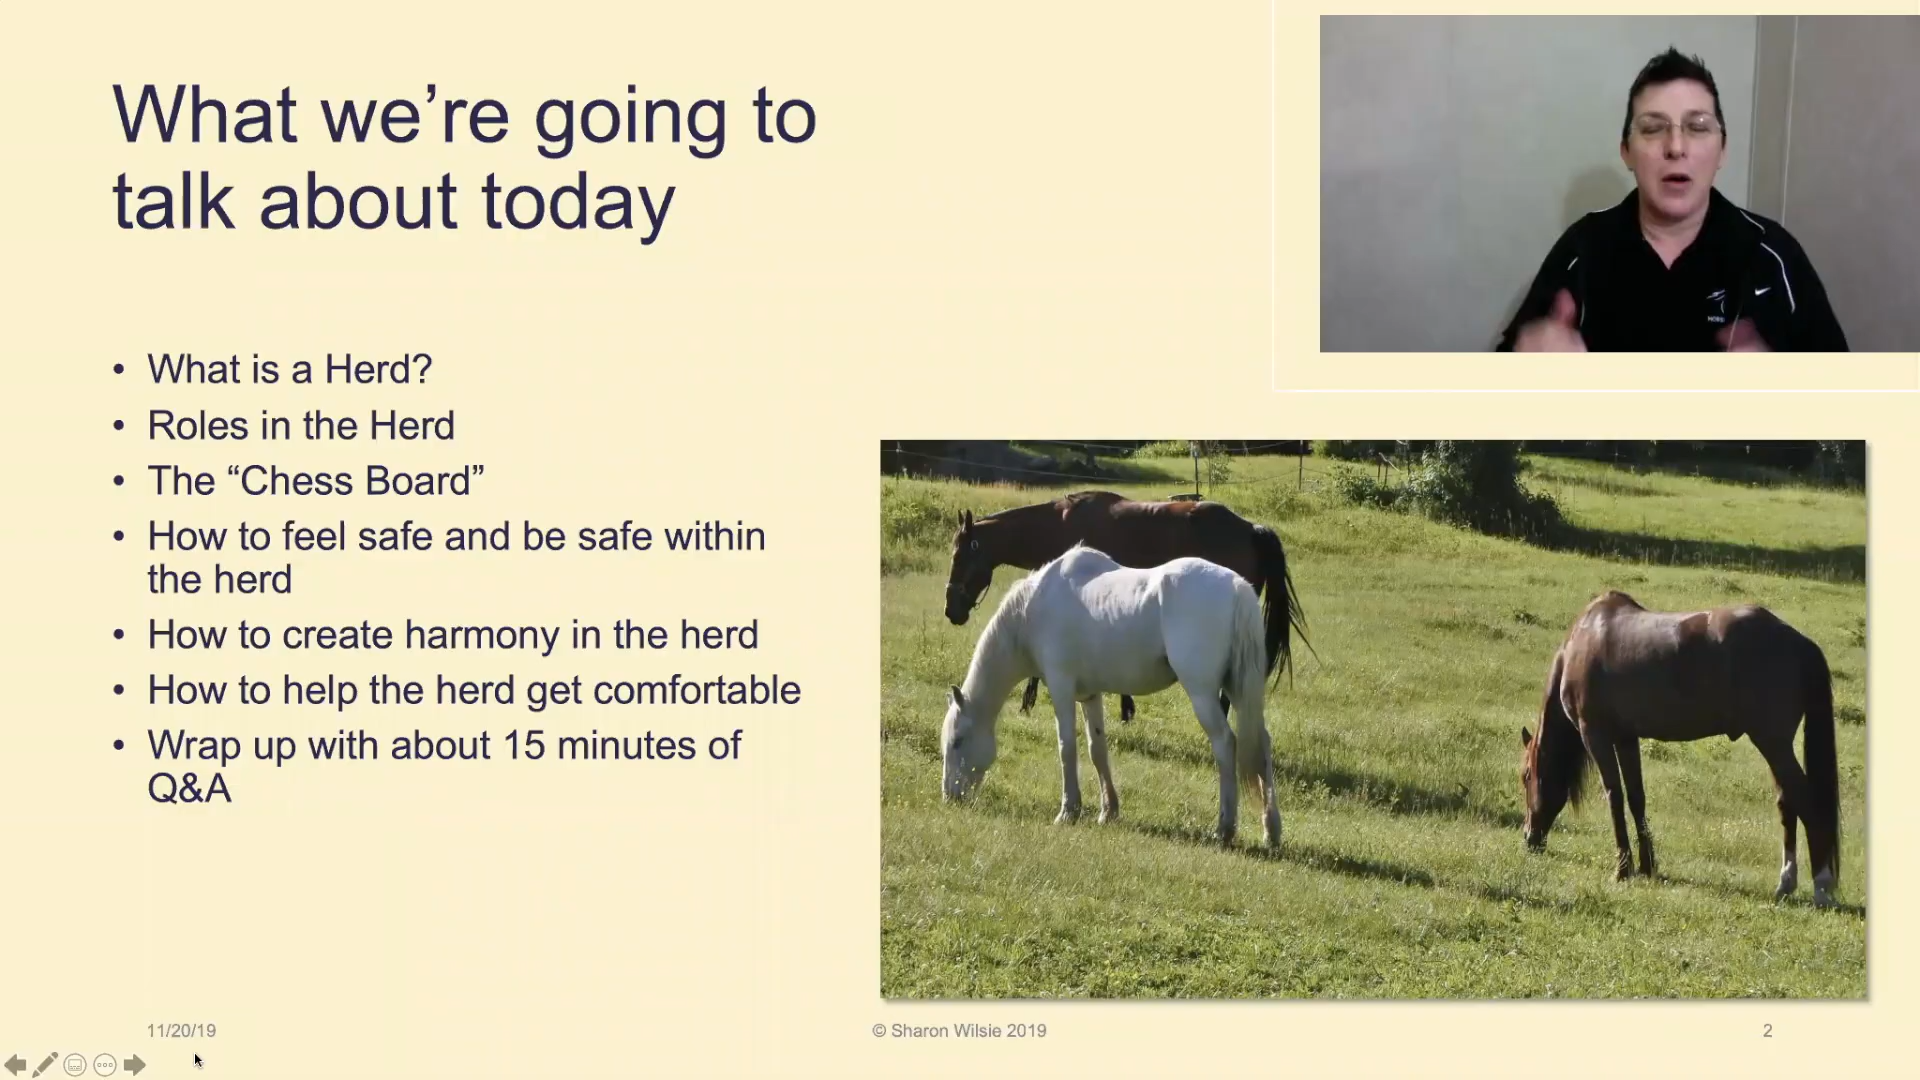 What we’re going to
talk about today
• What is a Herd?
• Roles in the Herd
• The “Chess Board”
• How to feel safe and be safe within
the herd
• How to create harmony in the herd
• How to help the herd get comfortable
• Wrap up with about 15 minutes of
Q&A
11/20/19
© Sharon Wilsie 2019
2